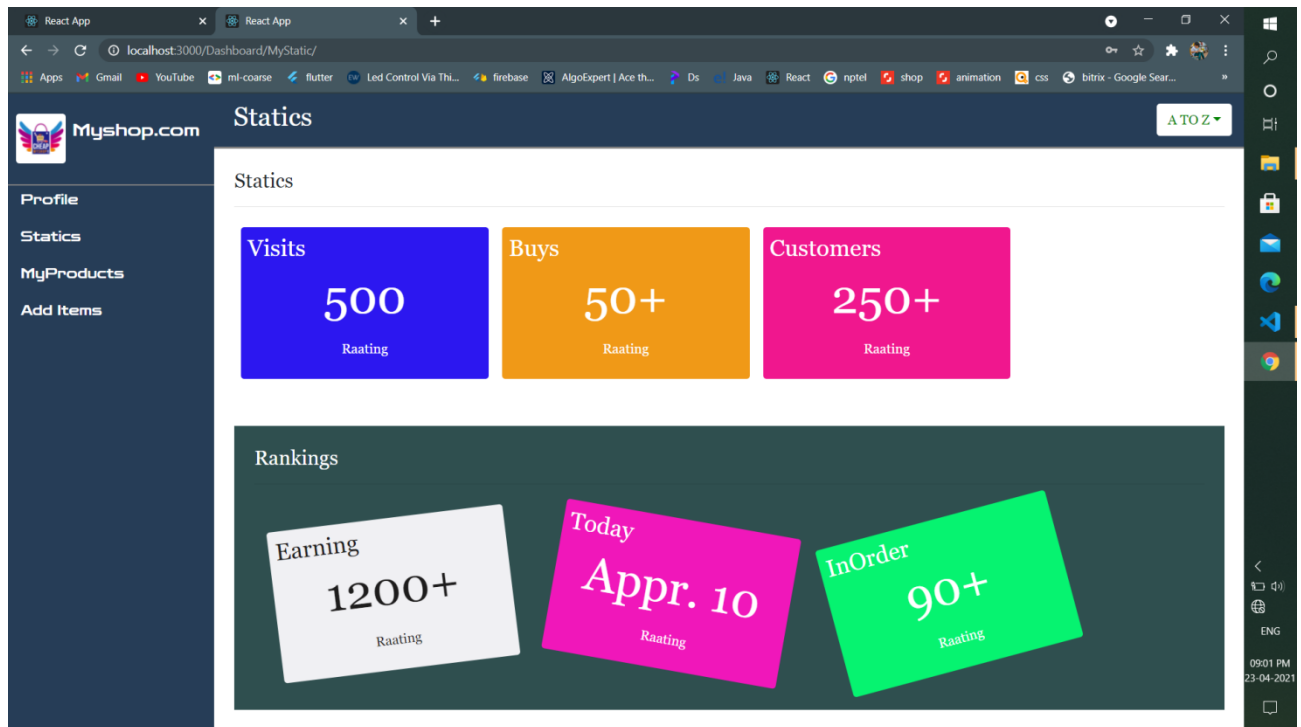 React App
React App
localhost:3000/Dashboard/MyStatic/
Apps Gmail YouTube ml-coarse flutter Led Control Via Thi... firebase AlgoExpert | Ace th... Ds Java React nptel shop animation css bitrix - Google Sear... »
CHEAP
Myshop.com
Profile
Statics
MyProducts
Add Items
Statics
A TO Z
Statics
Visits
500
Raating
Buys
50+
Raating
Customers
250+
Raating
Rankings
Earning
1200+
Raating
Today
Appr. 10
Raating
InOrder
90+
Raating
ENG
09:01 PM
23-04-2021